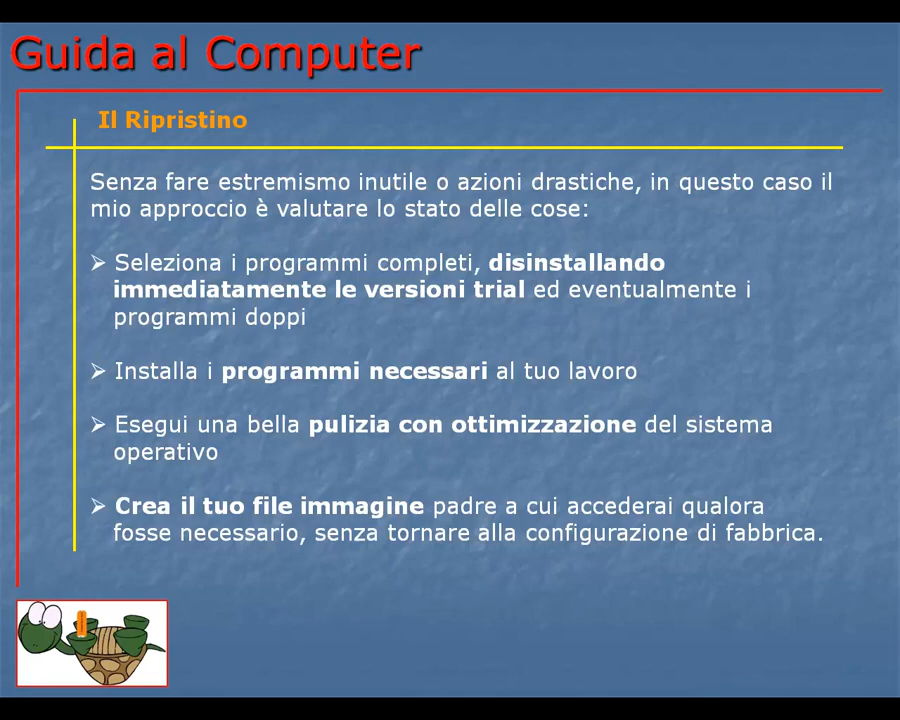 Guida al Computer
Il Ripristino
Senza fare estremismo inutile o azioni drastiche, in questo caso il
mio approccio è valutare lo stato delle cose:
➢ Seleziona i programmi completi, disinstallando
immediatamente le versioni trial ed eventualmente i
programmi doppi
➢ Installa i programmi necessari al tuo lavoro
➢ Esegui una bella pulizia con ottimizzazione del sistema
operativo
➢ Crea il tuo file immagine padre a cui accederai qualora
fosse necessario, senza tornare alla configurazione di fabbrica.